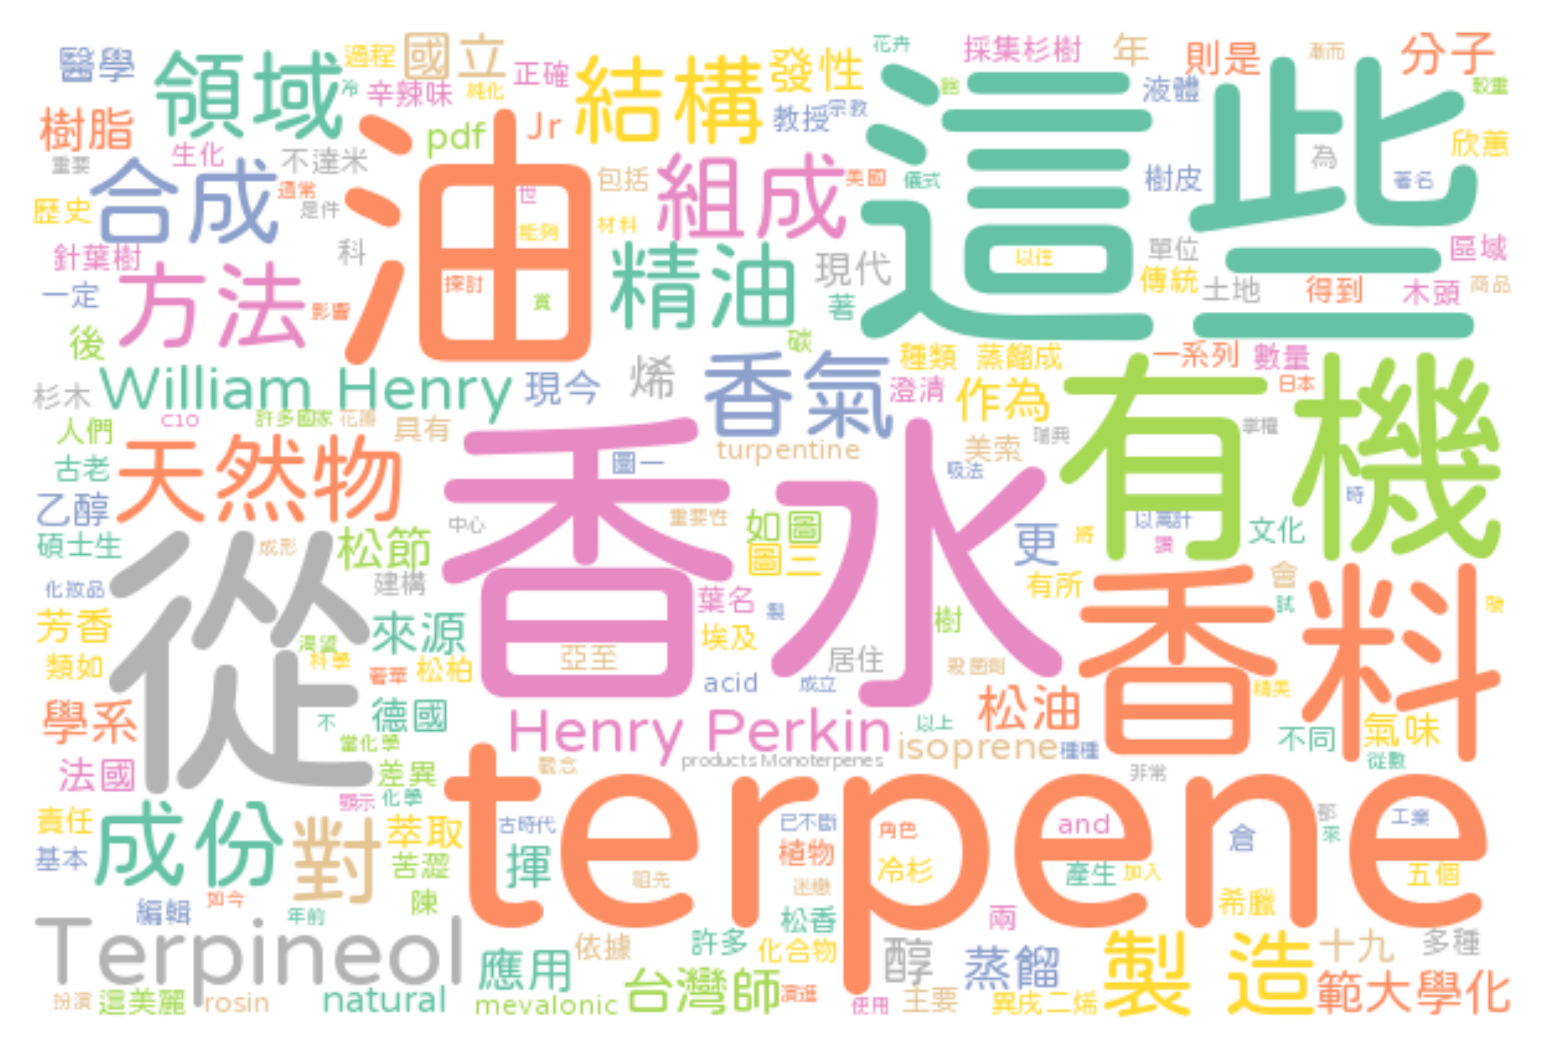 醫學
領域
過程
冷
國立
辛辣味
純化
正確
結構
發性
花卉
採集杉樹
年
則是
漸而
分子
較重
樹脂
pdf
Jr
教授
宗教
這些
液體
欣薰
重要
生化
不達米
油
合成
通常
是件
世
包括
組成
美國
儀式
樹皮
為
著名
歷史
能夠
材料
針葉樹
科
方法
探討
賞
影響
精油
現代
以往
單位
區域
一定
著
傳統
土地
得到
木頭
商品
後
碳
杉木
William Henry
現今
烯
香氣
種類
蒸餾成
一系列
數量
澄清
作為
日本
有機
人們
C10
許多國家
具有
turpentine
美索
瑞典
掌權
古老
天然物
圖一
吸法
香水
乙醇
中心
重要性
如圖
更
將
以萬計
讚
時
文化
碩士生
從
成形
松節
圖三
化妝品
建構
葉名
製
有所
香料
會
試
芳香
渴望
來源
埃及
樹
類如
科學
奢華
松柏
亞至
居住
殺菌劑
acid
成立
精美
學系
不
德國
Henry Perkin
以上
松油
不同
氣味
當化學
isoprene
種種
從數
法國
差異
觀念
products
Monoterpenes
非常
顯示
化學
terpene
責任
成份
對
萃取
古時代
已不斷
角色
and
來
工業
基本
苦澀
揮
植物
冷杉
倉
產生
加入
五個
如今
陳
祖先
迷戀
編輯
年前
松香
兩
希臘
Terpineol
應用
依據
許多
化合物
醇
蒸餾
製造
十九
多種
扮演
這美麗
rosin
natural
mevalonic
台灣師
演進
使用
主要
異戊二烯
範大學化